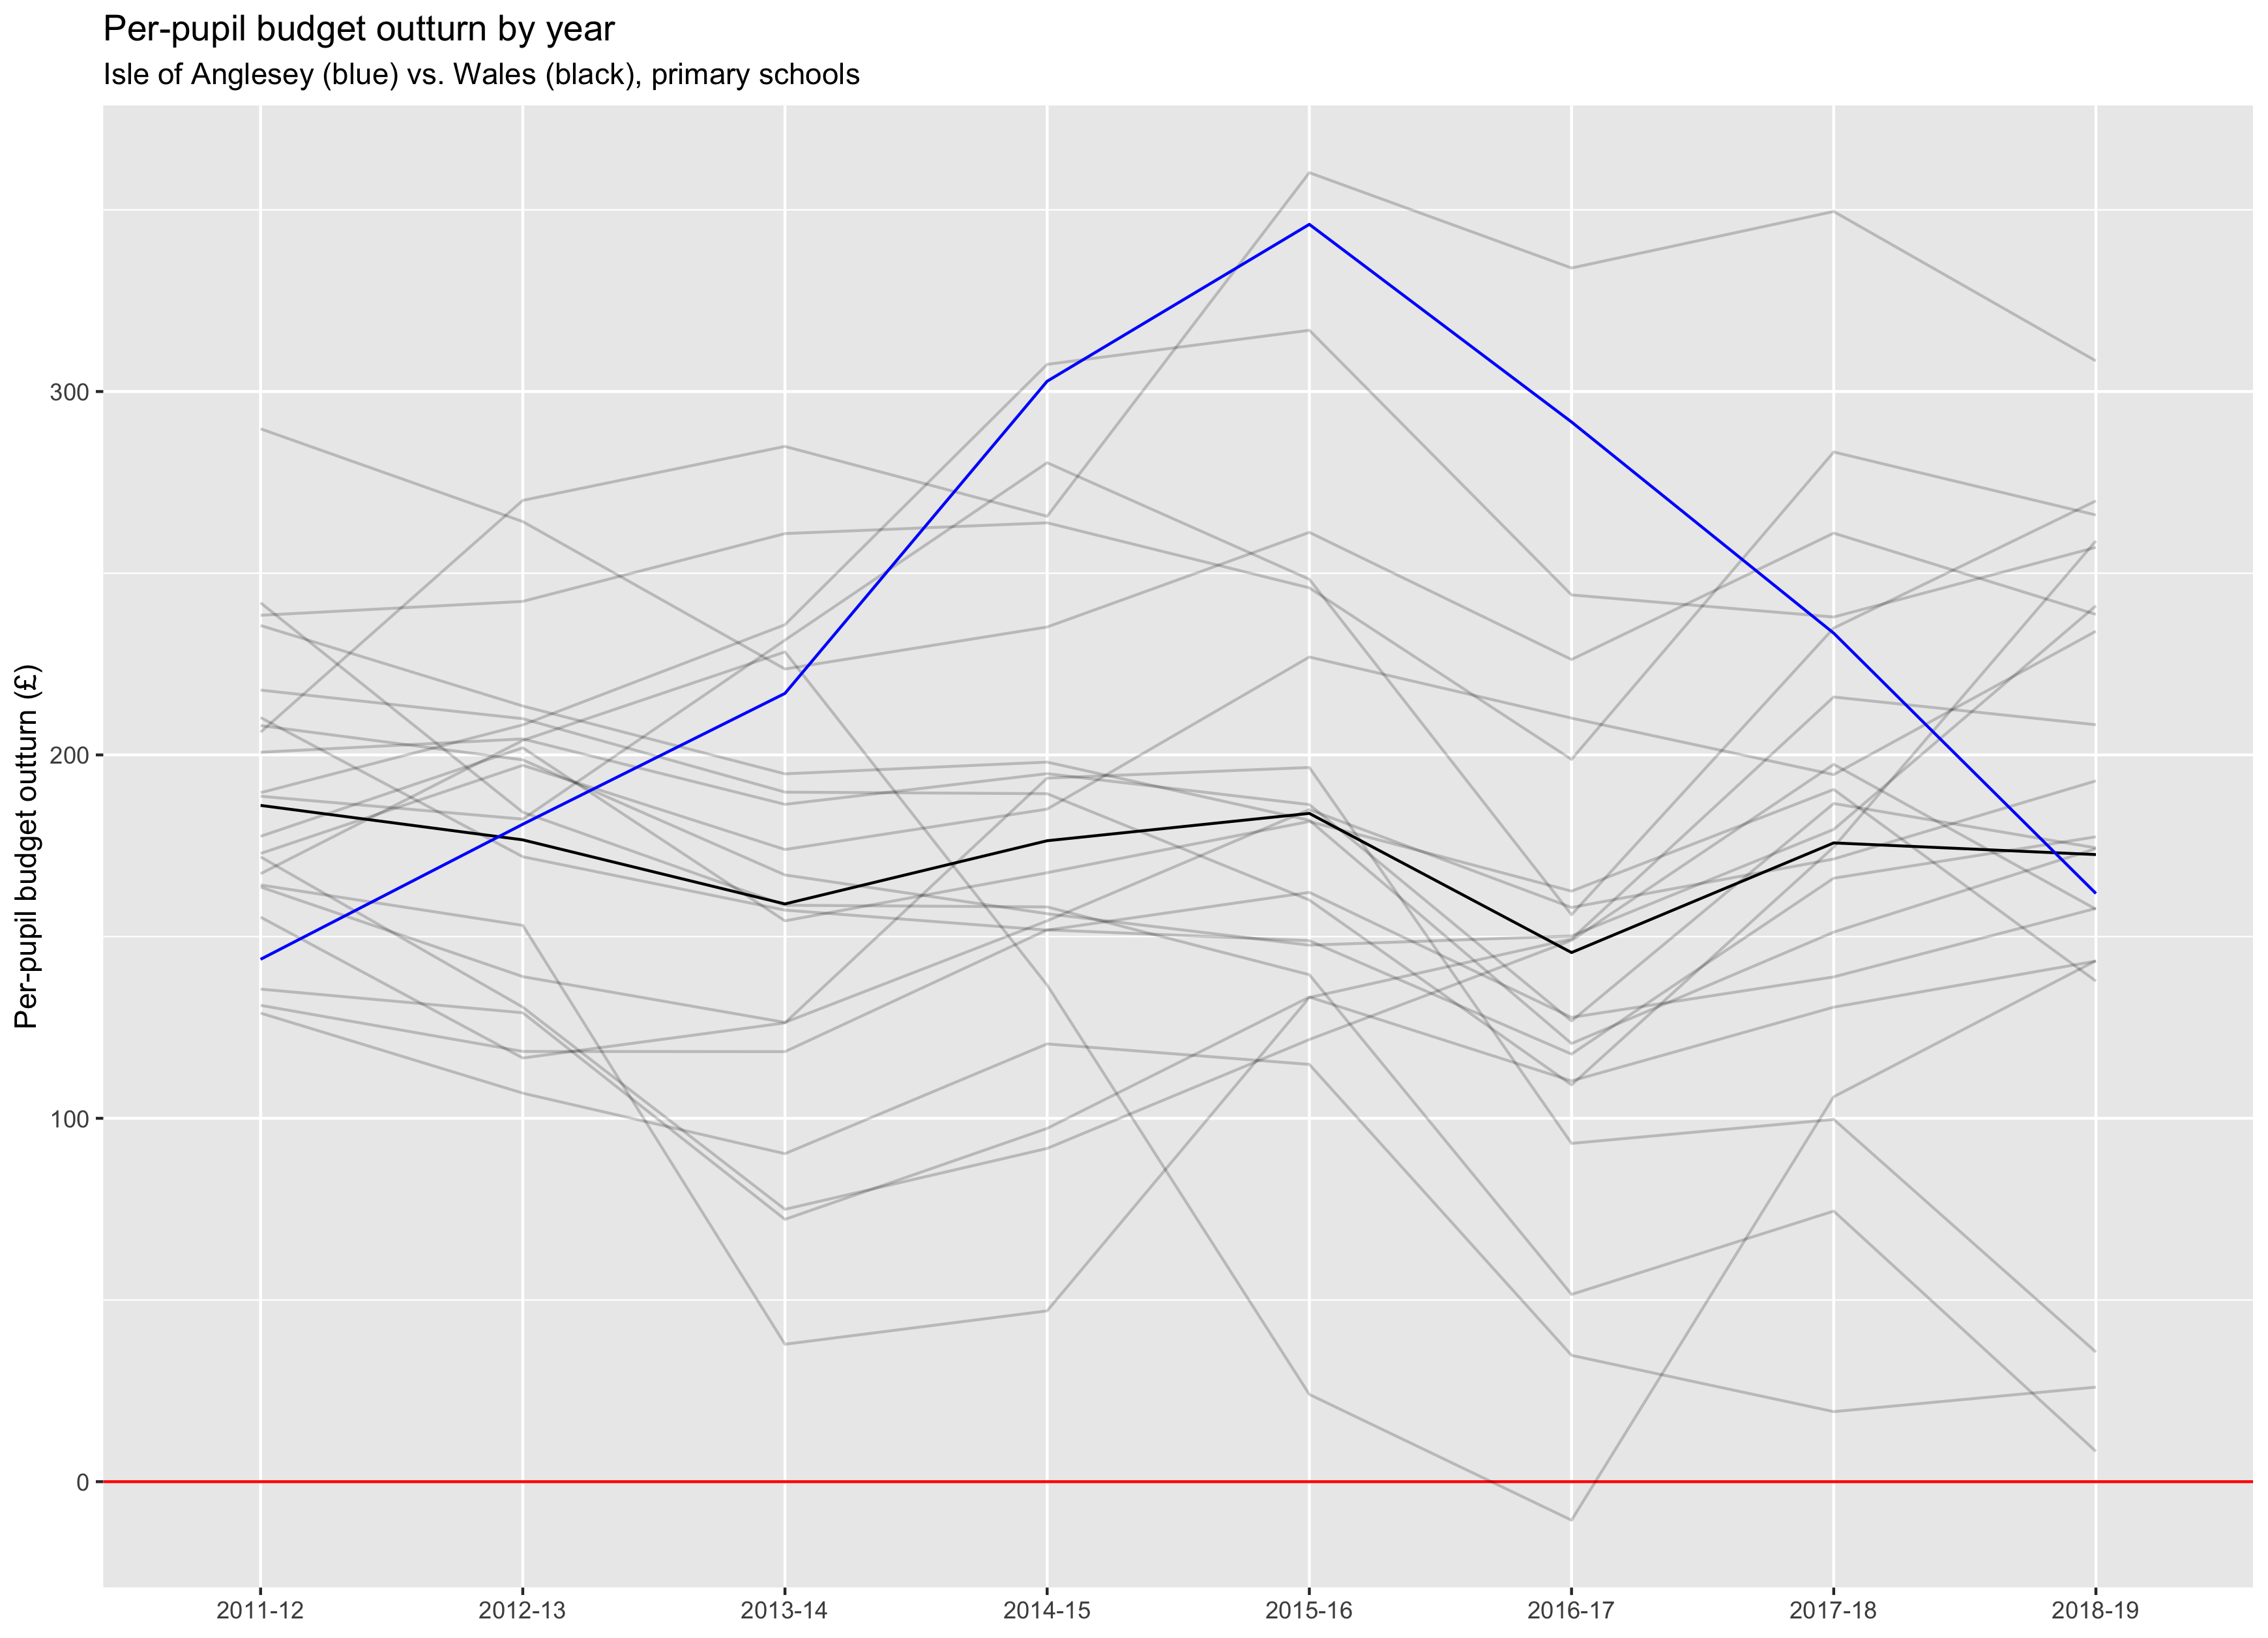 Per-pupil budget outturn by year
Isle of Anglesey (blue) vs. Wales (black), primary schools
Per-pupil budget outturn (£)
300
200
100
0
2011-12 2012-13 2013-14 2014-15 2015-16 2016-17 2017-18 2018-19